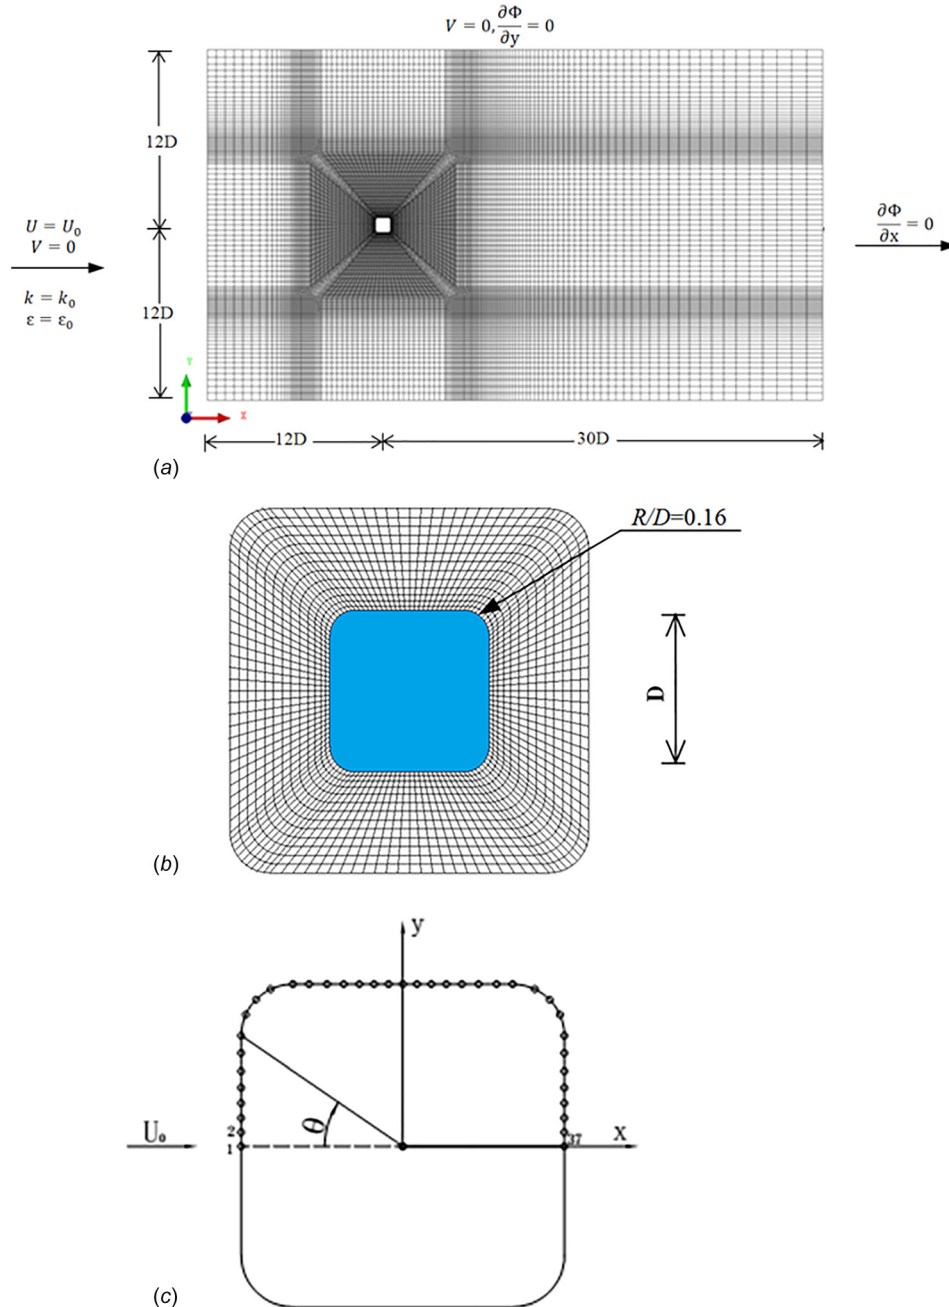 V = 0, ∂Φ/∂y = 0
12D
U = U₀
V = 0
∂Φ/∂x = 0
k = k₀
ε = ε₀
12D
Y
X
12D
30D
(a)
R/D=0.16
D
(b)
y
θ
U₀
2
1
37
x
(c)